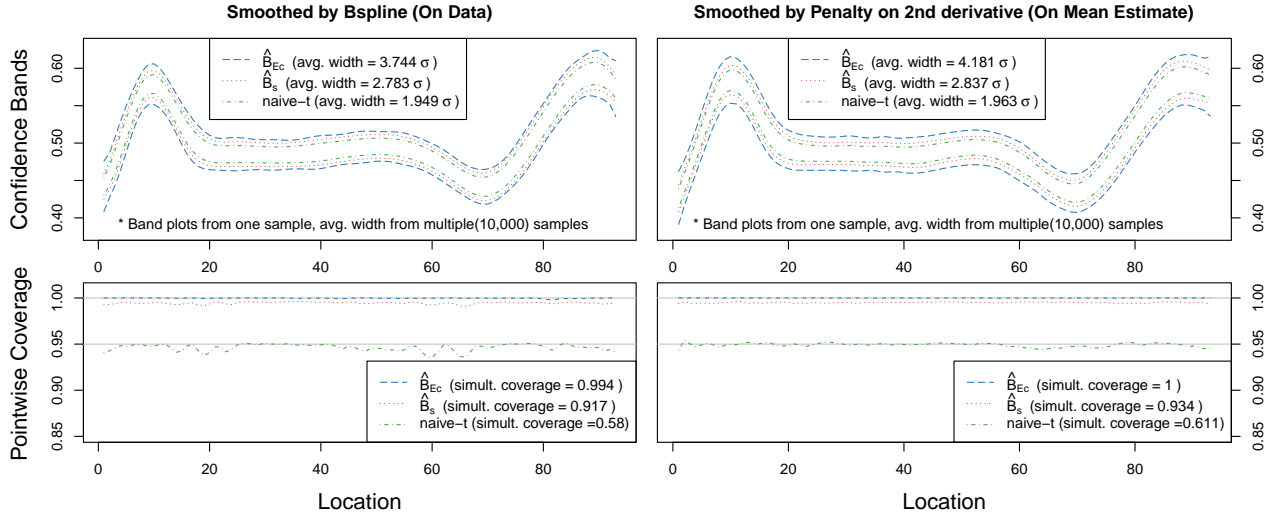 Smoothed by Bspline (On Data)
Smoothed by Penalty on 2nd derivative (On Mean Estimate)
Confidence Bands
0.40 0.50 0.60
B̂Ec (avg. width = 3.744 σ )
B̂s (avg. width = 2.783 σ )
naive−t (avg. width = 1.949 σ )
* Band plots from one sample, avg. width from multiple(10,000) samples
0 20 40 60 80
B̂Ec (avg. width = 4.181 σ )
B̂s (avg. width = 2.837 σ )
naive−t (avg. width = 1.963 σ )
* Band plots from one sample, avg. width from multiple(10,000) samples
0 20 40 60 80
0.40 0.50 0.60
Pointwise Coverage
0.85 0.90 0.95 1.00
B̂Ec (simult. coverage = 0.994 )
B̂s (simult. coverage = 0.917 )
naive−t (simult. coverage =0.58)
0 20 40 60 80
Location
B̂Ec (simult. coverage = 1 )
B̂s (simult. coverage = 0.934 )
naive−t (simult. coverage =0.611)
0 20 40 60 80
0.85 0.90 0.95 1.00
Location